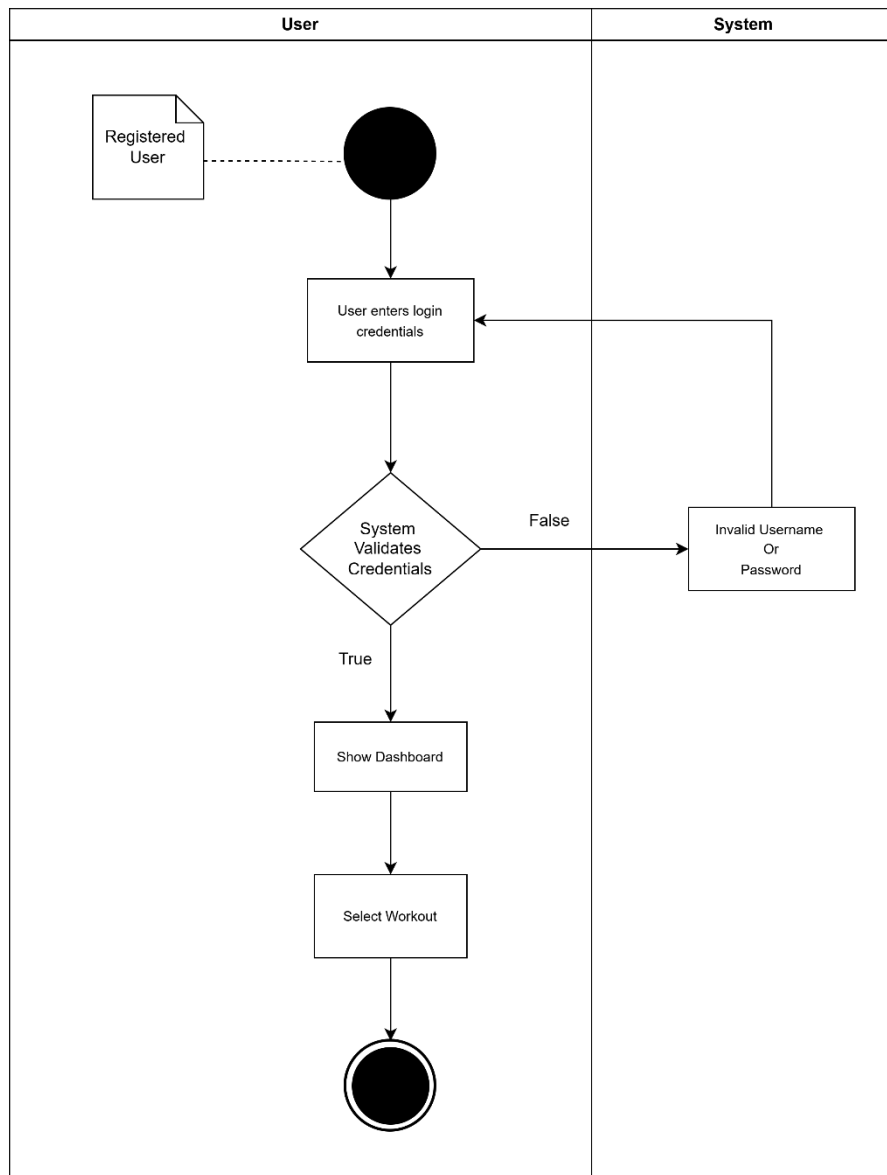 User
System
Registered
User
User enters login
credentials
System
Validates
Credentials
False
Invalid Username
Or
Password
True
Show Dashboard
Select Workout